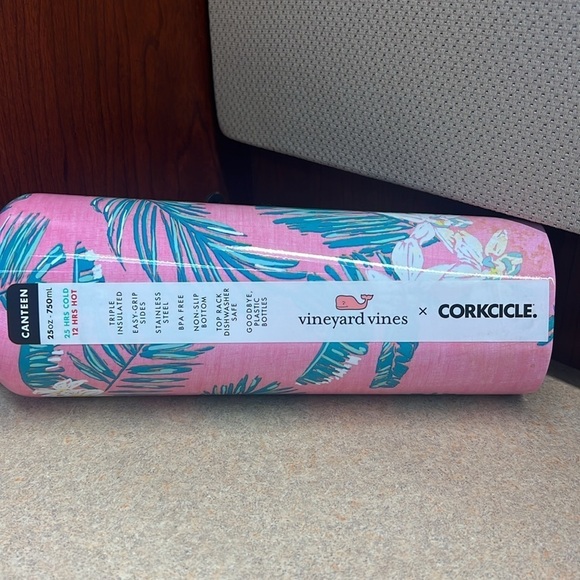 CANTEEN
25oz - 750mL
25 HRS COLD
12 HRS HOT
TRIPLE
INSULATED
EASY-GRIP
SIDES
STAINLESS
STEEL
BPA FREE
NON-SLIP
BOTTOM
TOP RACK
DISHWASHER
SAFE
GOODBYE,
PLASTIC
BOTTLES
vineyard vines × CORKCICLE.